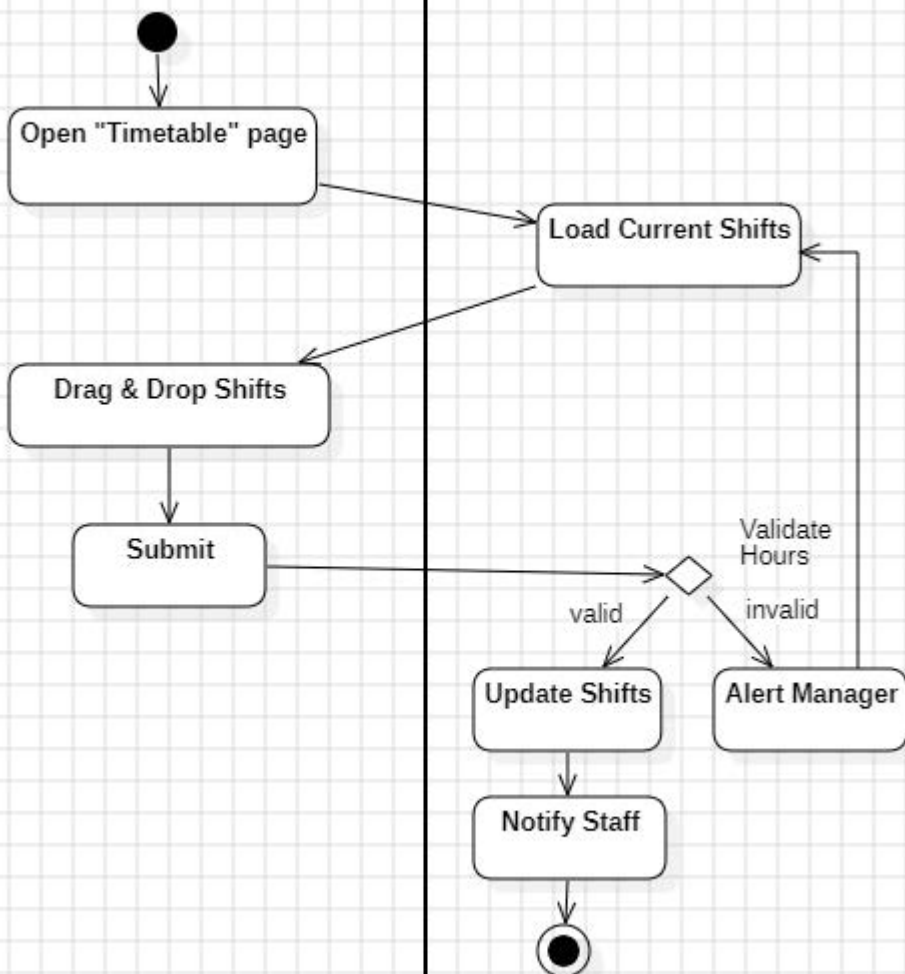 Open "Timetable" page
Load Current Shifts
Drag & Drop Shifts
Submit
Validate
Hours
valid
invalid
Update Shifts
Alert Manager
Notify Staff